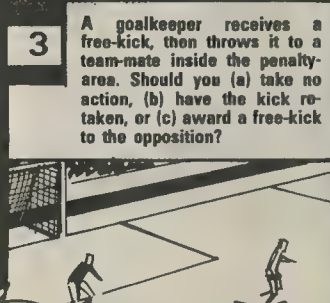 3
A goalkeeper receives a
free-kick, then throws it to a
team-mate inside the penalty-
area. Should you (a) take no
action, (b) have the kick re-
taken, or (c) award a free-kick
to the opposition?